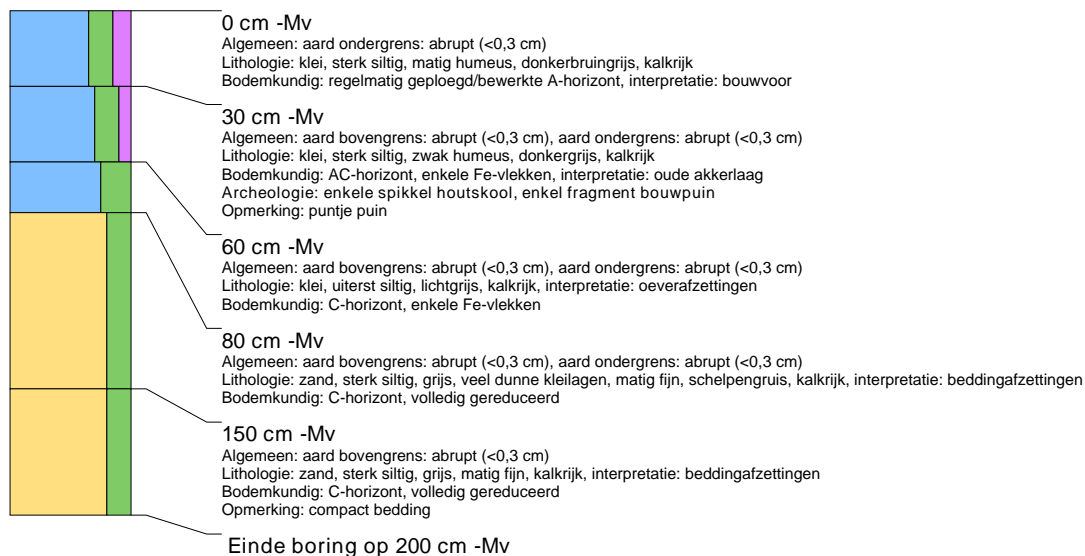 0 cm -Mv
Algemeen: aard ondergrens: abrupt (<0,3 cm)
Lithologie: klei, sterk siltig, matig humeus, donkerbruingrijs, kalkrijk
Bodemkundig: regelmatig geploegd/bewerkte A-horizont, interpretatie: bouwvoor
30 cm -Mv
Algemeen: aard bovengrens: abrupt (<0,3 cm), aard ondergrens: abrupt (<0,3 cm)
Lithologie: klei, sterk siltig, zwak humeus, donkergrijs, kalkrijk
Bodemkundig: AC-horizont, enkele Fe-vlekken, interpretatie: oude akkerlaag
Archeologie: enkele spikkel houtskool, enkel fragment bouwpuin
Opmerking: puntje puin
60 cm -Mv
Algemeen: aard bovengrens: abrupt (<0,3 cm), aard ondergrens: abrupt (<0,3 cm)
Lithologie: klei, uiterst siltig, lichtgrijs, kalkrijk, interpretatie: oeverafzettingen
Bodemkundig: C-horizont, enkele Fe-vlekken
80 cm -Mv
Algemeen: aard bovengrens: abrupt (<0,3 cm), aard ondergrens: abrupt (<0,3 cm)
Lithologie: zand, sterk siltig, grijs, veel dunne kleilagen, matig fijn, schelpengruis, kalkrijk, interpretatie: beddingafzettingen
Bodemkundig: C-horizont, volledig gereduceerd
150 cm -Mv
Algemeen: aard bovengrens: abrupt (<0,3 cm)
Lithologie: zand, sterk siltig, grijs, matig fijn, kalkrijk, interpretatie: beddingafzettingen
Bodemkundig: C-horizont, volledig gereduceerd
Opmerking: compact bedding
Einde boring op 200 cm -Mv